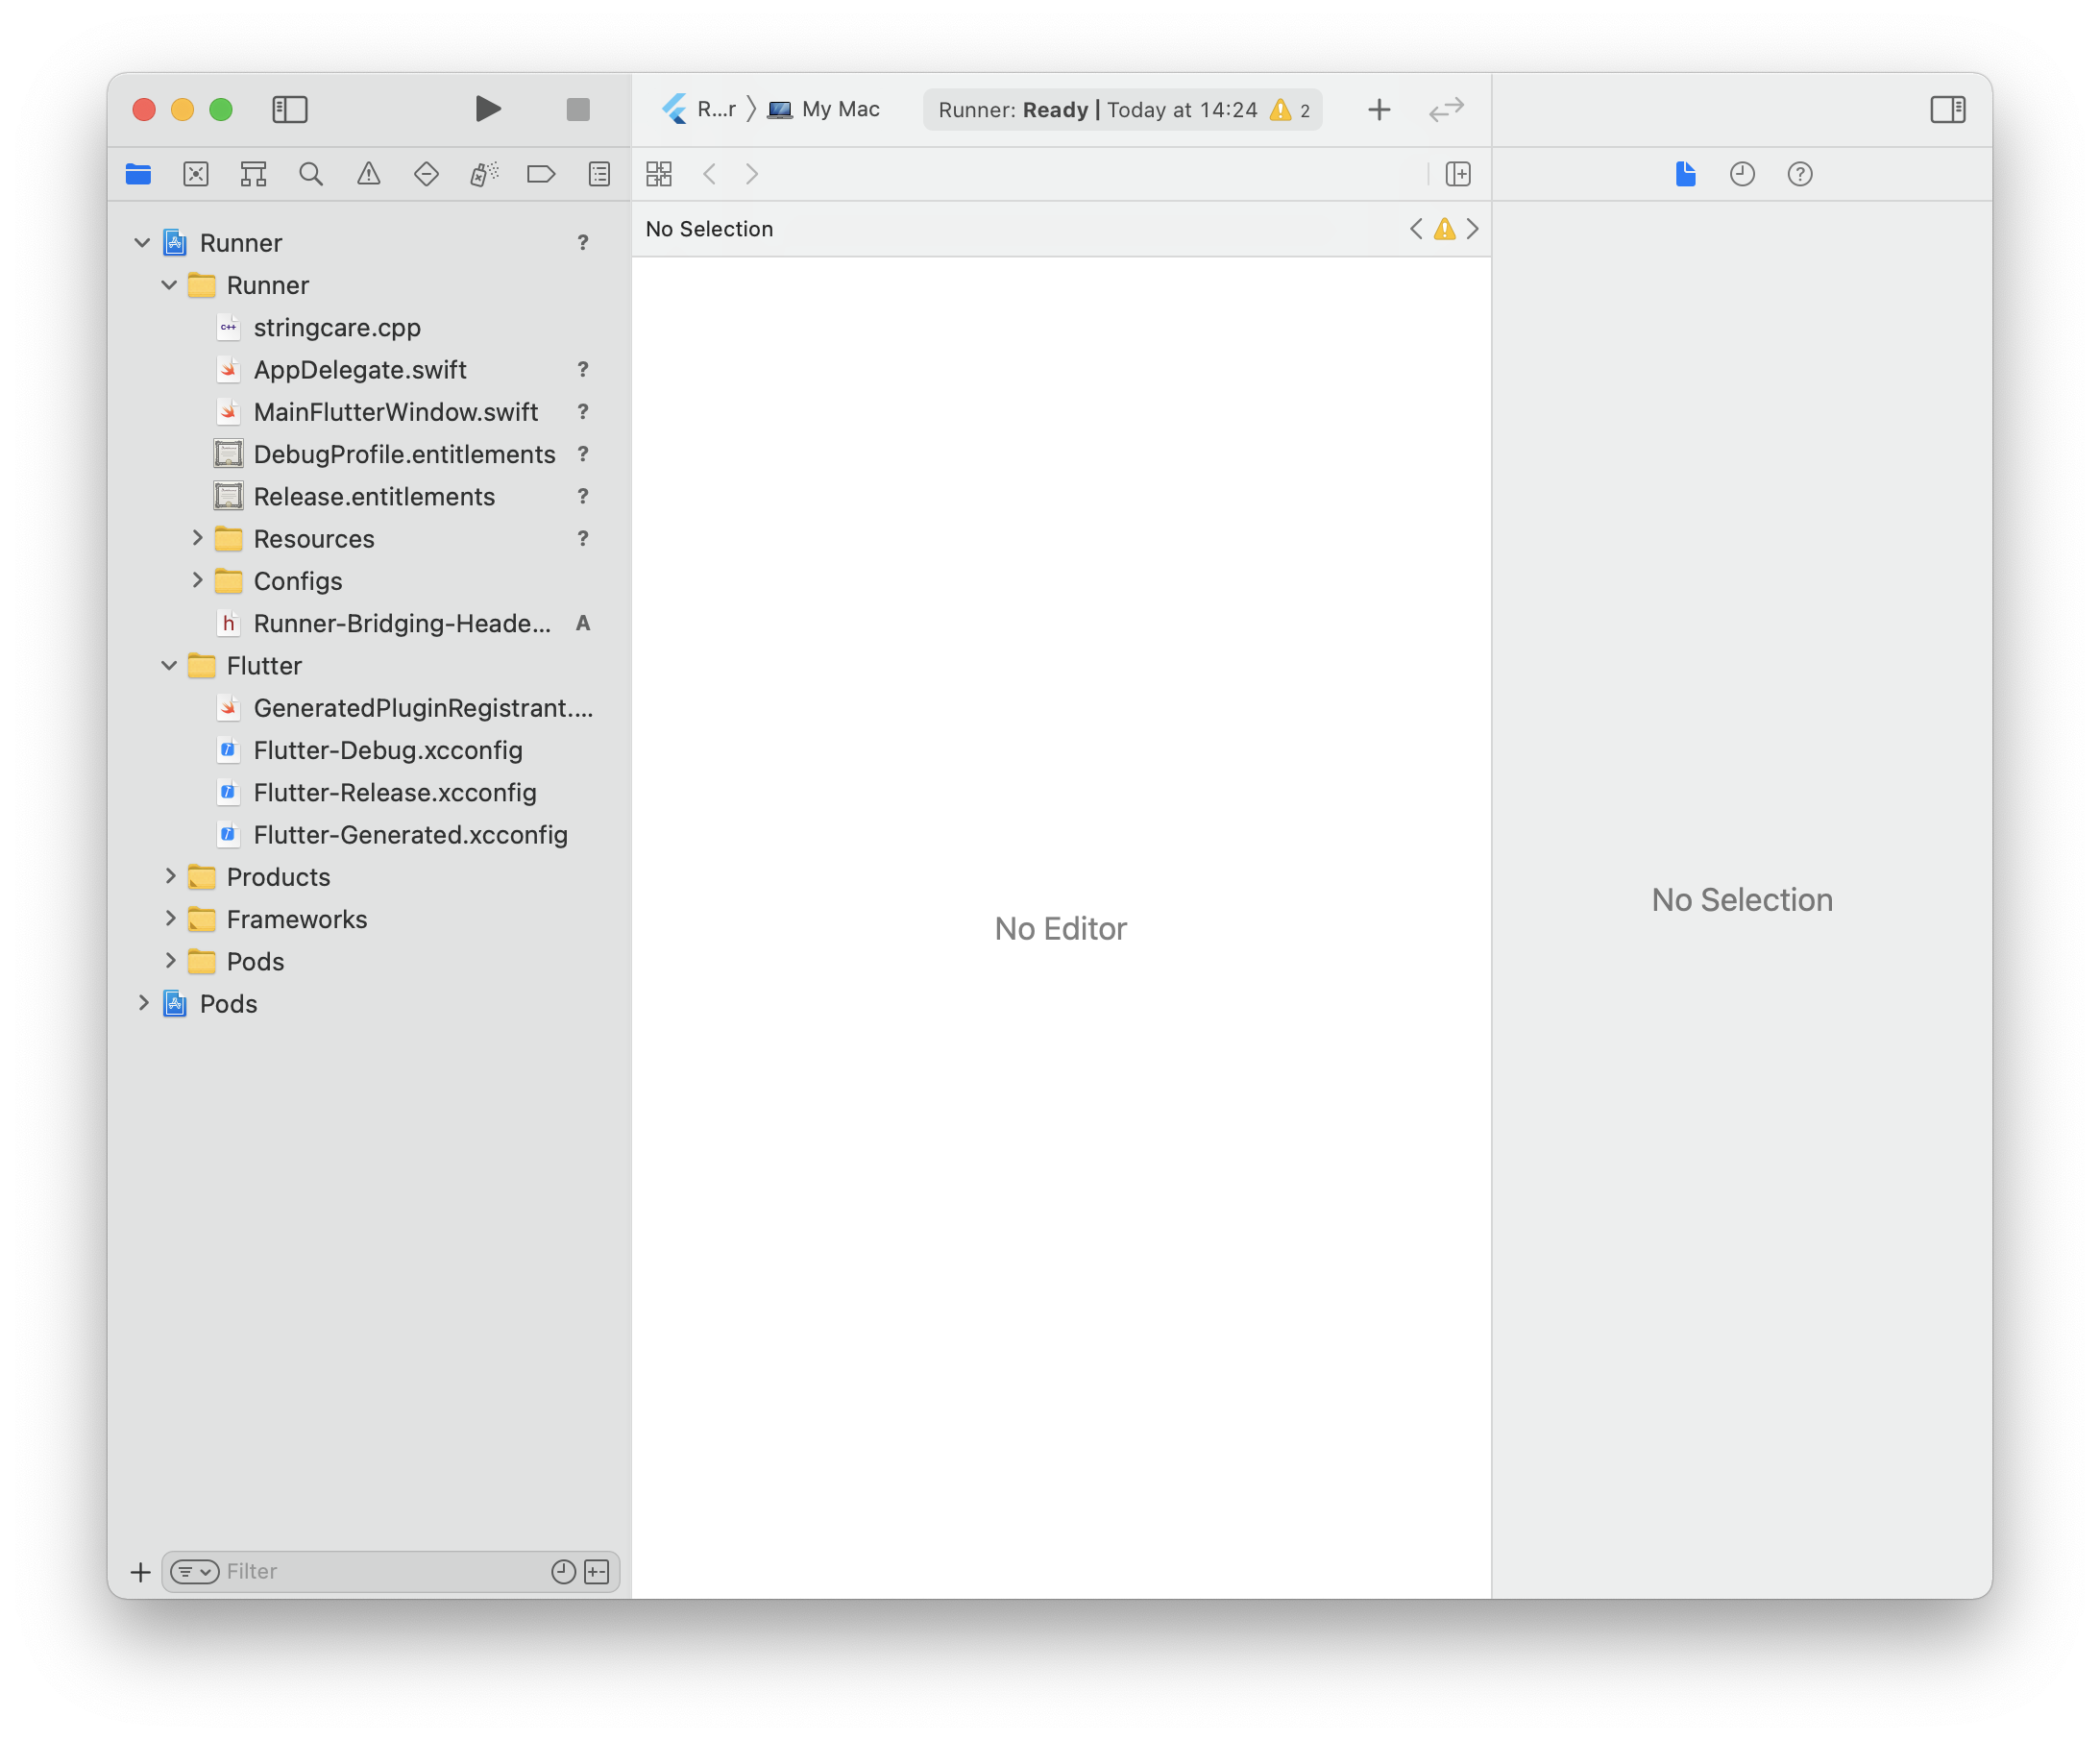 R...r
My Mac
Runner: Ready | Today at 14:24
2
No Selection
Runner ?
Runner
stringcare.cpp
AppDelegate.swift ?
MainFlutterWindow.swift ?
DebugProfile.entitlements ?
Release.entitlements ?
Resources ?
Configs
Runner-Bridging-Heade... A
Flutter
GeneratedPluginRegistrant....
Flutter-Debug.xcconfig
Flutter-Release.xcconfig
Flutter-Generated.xcconfig
Products
Frameworks
Pods
Pods
No Editor
No Selection
Filter